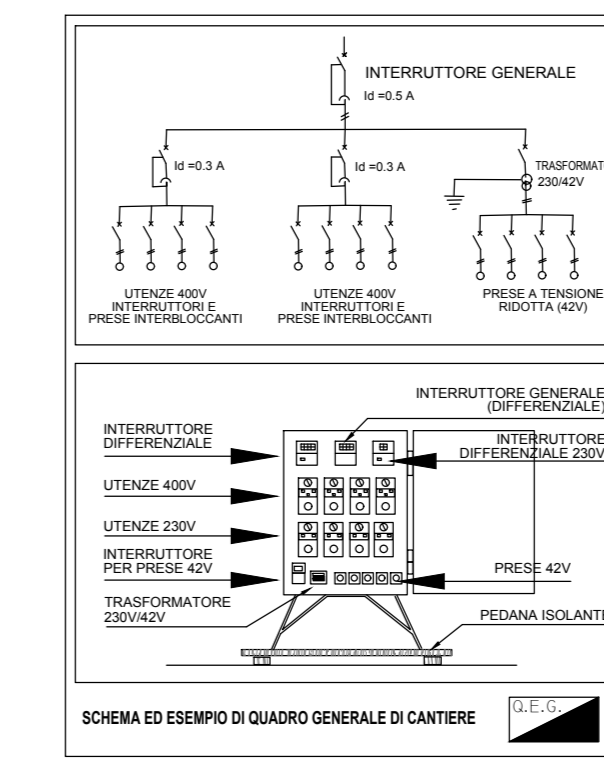 INTERRUTTORE GENERALE
Id =0.5 A
Id =0.3 A
Id =0.3 A
230/42V
UTENZE 400V
INTERRUTTORI E
PRESE INTERBLOCCANTI
UTENZE 400V
INTERRUTTORI E
PRESE INTERBLOCCANTI
PRESE A TENSIONE
RIDOTTA (42V)
INTERRUTTORE GENERALE
(DIFFERENZIALE)
INTERRUTTORE
DIFFERENZIALE
INTERRUTTORE
DIFFERENZIALE 230V
UTENZE 400V
UTENZE 230V
INTERRUTTORE
PER PRESE 42V
PRESE 42V
TRASFORMATORE
230V/42V
PEDANA ISOLANTE
SCHEMA ED ESEMPIO DI QUADRO GENERALE DI CANTIERE
Q.E.G.